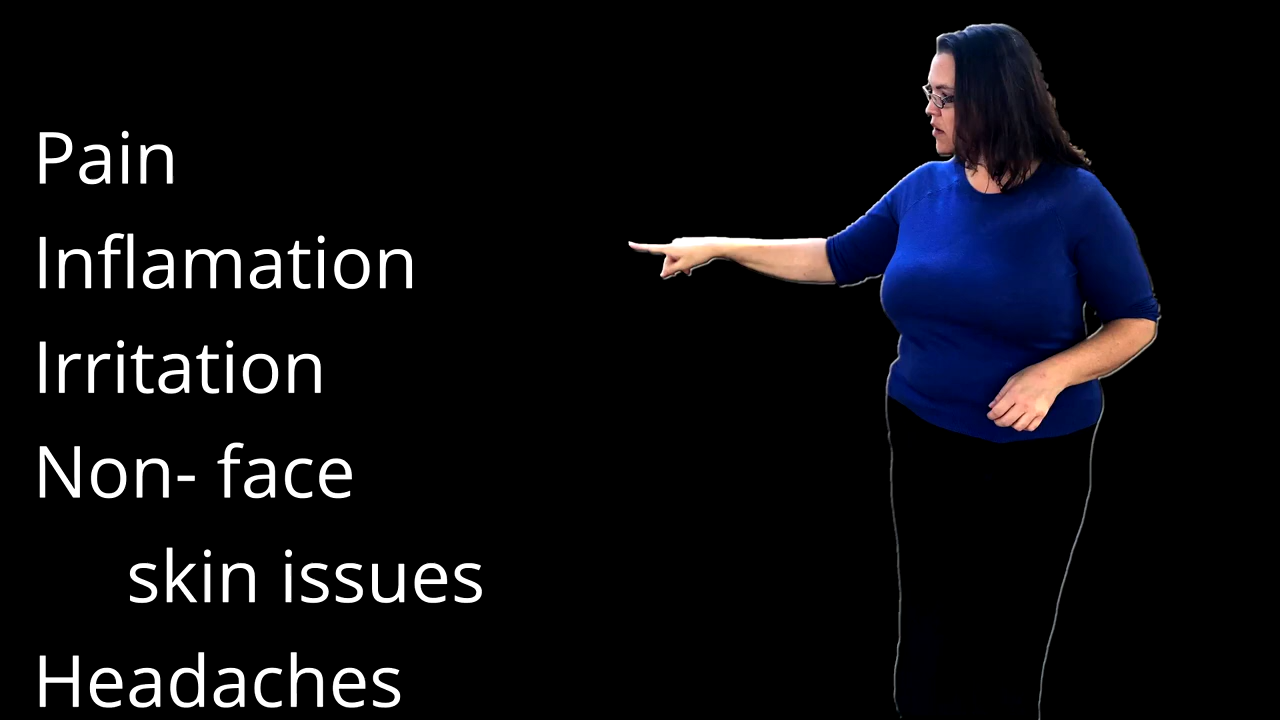 Pain
Inflamation
Irritation
Non- face
skin issues
Headaches